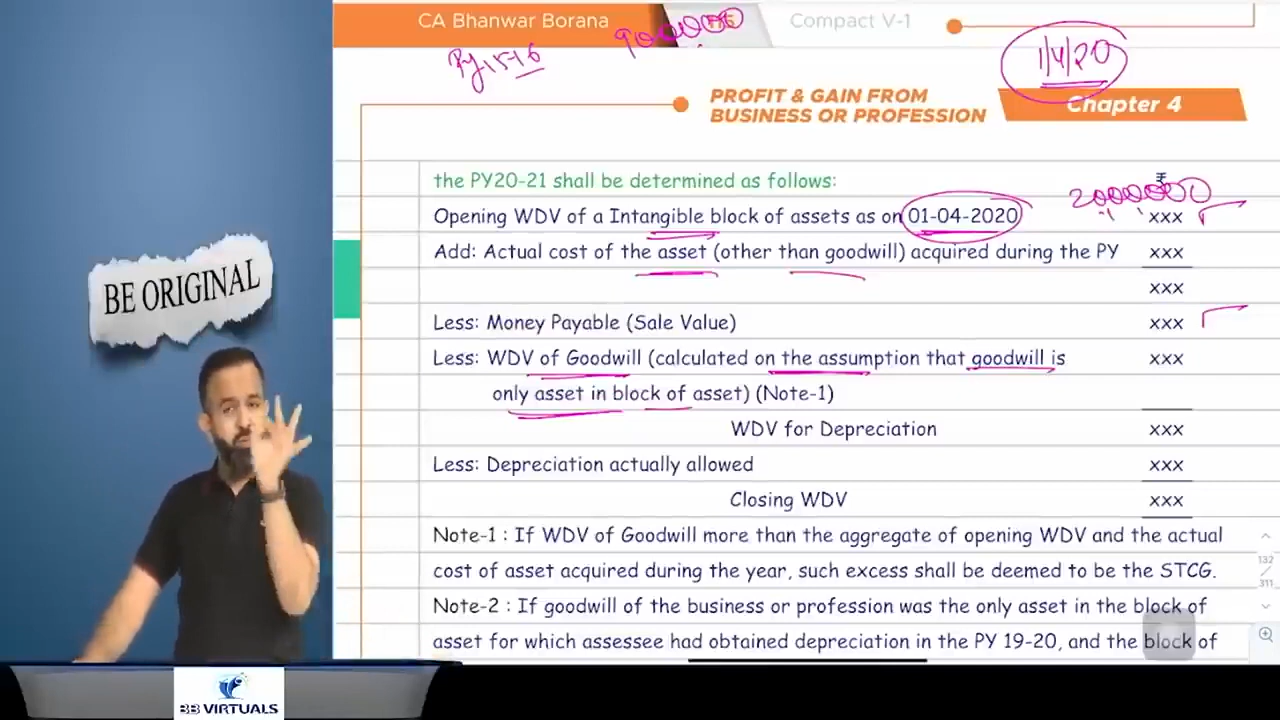 CA Bhanwar Borana
Compact V-1
PY 15-16
900000
1/4/20
PROFIT & GAIN FROM
BUSINESS OR PROFESSION
Chapter 4
the PY20-21 shall be determined as follows:
₹
2000000
Opening WDV of a Intangible block of assets as on 01-04-2020 xxx
Add: Actual cost of the asset (other than goodwill) acquired during the PY xxx
xxx
Less: Money Payable (Sale Value) xxx
Less: WDV of Goodwill (calculated on the assumption that goodwill is xxx
only asset in block of asset) (Note-1)
WDV for Depreciation xxx
Less: Depreciation actually allowed xxx
Closing WDV xxx
Note-1 : If WDV of Goodwill more than the aggregate of opening WDV and the actual
cost of asset acquired during the year, such excess shall be deemed to be the STCG.
Note-2 : If goodwill of the business or profession was the only asset in the block of
asset for which assessee had obtained depreciation in the PY 19-20, and the block of
132
311
BE ORIGINAL
BB VIRTUALS